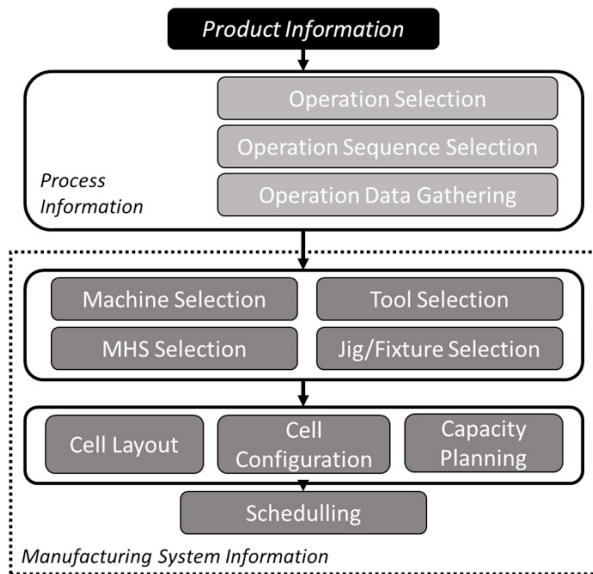 Product Information
Operation Selection
Operation Sequence Selection
Operation Data Gathering
Process
Information
Machine Selection
Tool Selection
MHS Selection
Jig/Fixture Selection
Cell Layout
Cell
Configuration
Capacity
Planning
Schedulling
Manufacturing System Information